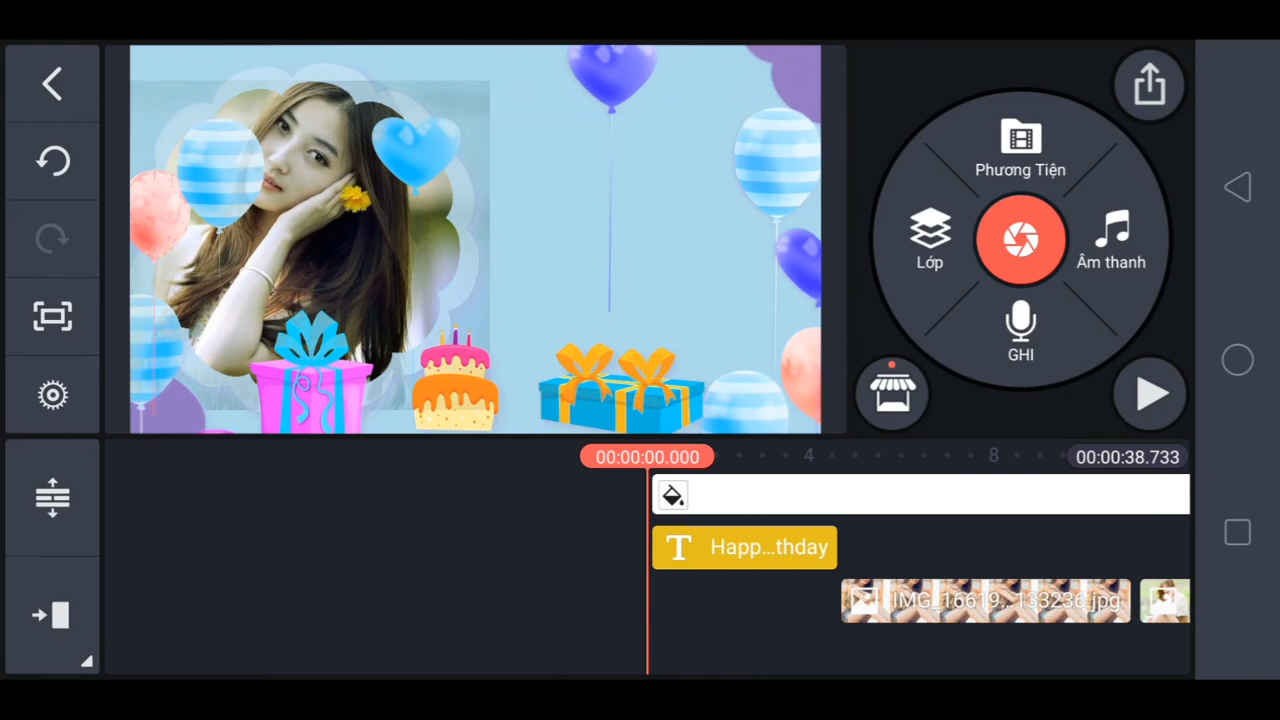 Phương Tiện
Lớp
Âm thanh
GHI
00:00:00.000
4
8
00:00:38.733
T Happ...thday
IMG_16619...133236.jpg